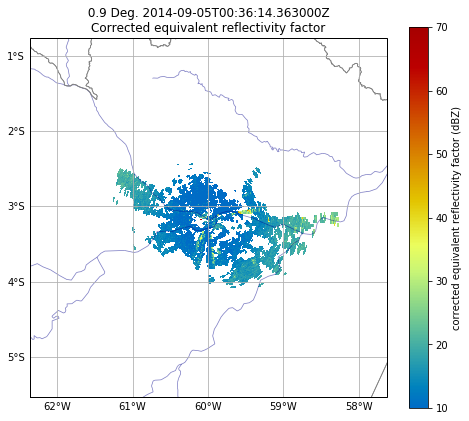 0.9 Deg. 2014-09-05T00:36:14.363000Z
Corrected equivalent reflectivity factor
1°S
2°S
3°S
4°S
5°S
62°W 61°W 60°W 59°W 58°W
70
60
50
40
30
20
10
corrected equivalent reflectivity factor (dBZ)